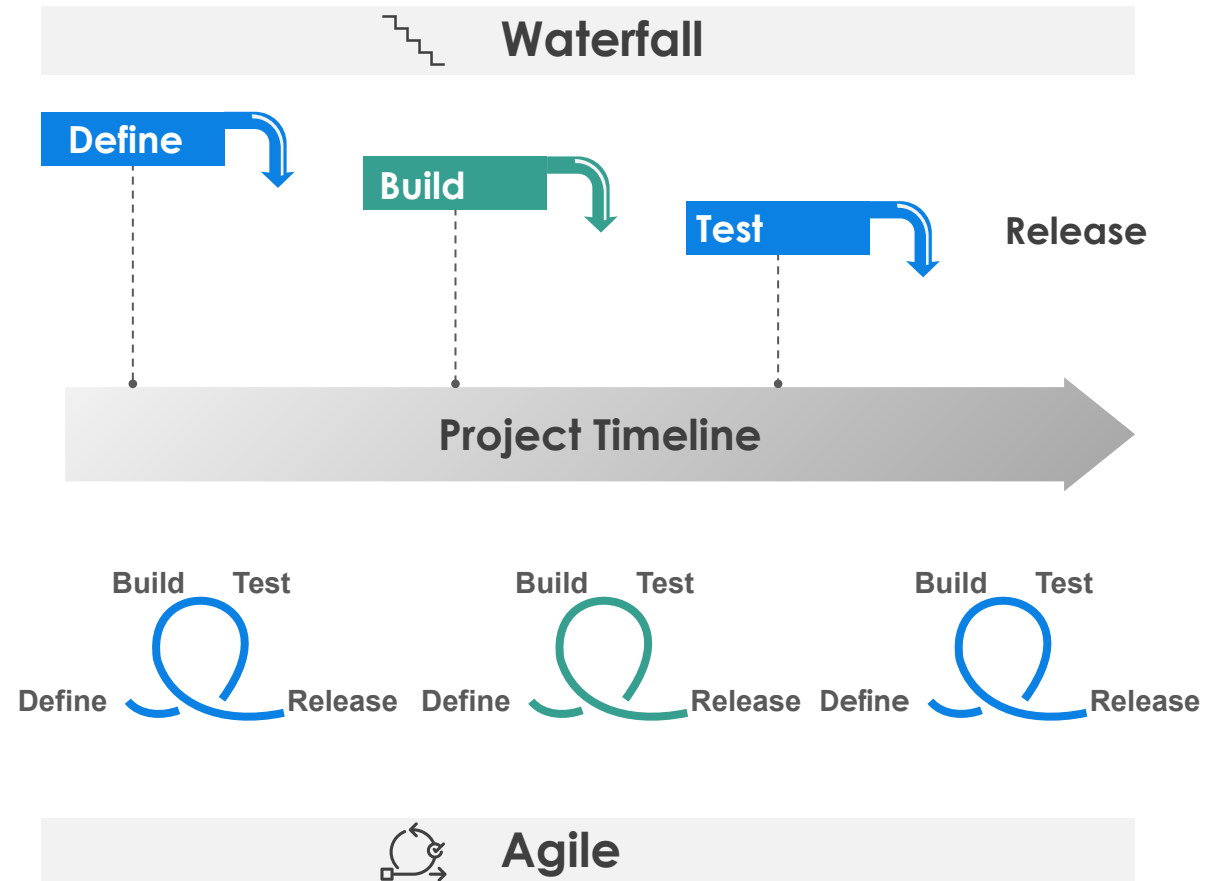 Waterfall
Define
Build
Test
Release
Project Timeline
Build Test Build Test Build Test
Define Release Define Release Define Release
Agile